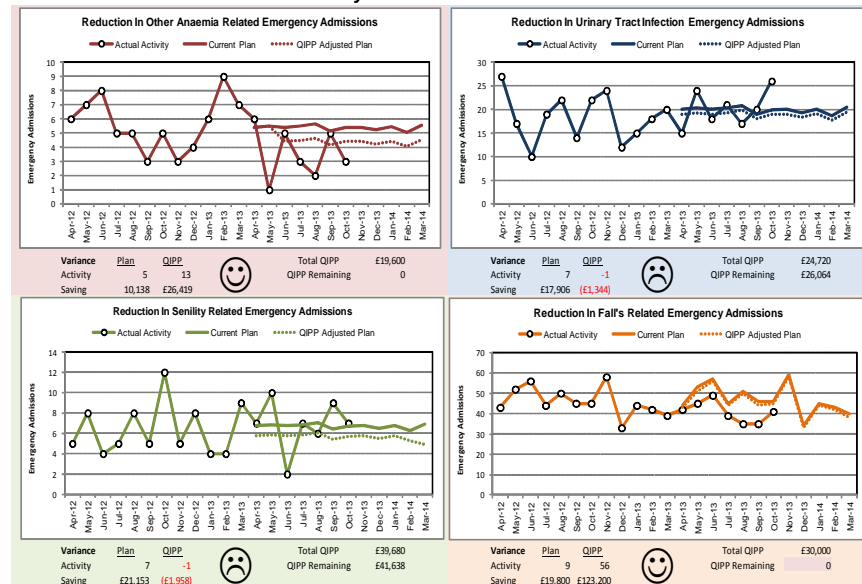 Reduction In Other Anaemia Related Emergency Admissions
Actual Activity Current Plan QIPP Adjusted Plan
Emergency Admissions
10
9
8
7
6
5
4
3
2
1
0
Apr-12 May-12 Jun-12 Jul-12 Aug-12 Sep-12 Oct-12 Nov-12 Dec-12 Jan-13 Feb-13 Mar-13 Apr-13 May-13 Jun-13 Jul-13 Aug-13 Sep-13 Oct-13 Nov-13 Dec-13 Jan-14 Feb-14 Mar-14
Variance Plan QIPP Total QIPP £19,600
Activity 5 13 QIPP Remaining 0
Saving 10,138 £26,419
Reduction In Urinary Tract Infection Emergency Admissions
Actual Activity Current Plan QIPP Adjusted Plan
Emergency Admissions
30
25
20
15
10
5
0
Apr-12 May-12 Jun-12 Jul-12 Aug-12 Sep-12 Oct-12 Nov-12 Dec-12 Jan-13 Feb-13 Mar-13 Apr-13 May-13 Jun-13 Jul-13 Aug-13 Sep-13 Oct-13 Nov-13 Dec-13 Jan-14 Feb-14 Mar-14
Variance Plan QIPP Total QIPP £24,720
Activity 7 -1 QIPP Remaining £26,064
Saving £17,906 (£1,344)
Reduction In Senility Related Emergency Admissions
Actual Activity Current Plan QIPP Adjusted Plan
Emergency Admissions
14
12
10
8
6
4
2
0
Apr-12 May-12 Jun-12 Jul-12 Aug-12 Sep-12 Oct-12 Nov-12 Dec-12 Jan-13 Feb-13 Mar-13 Apr-13 May-13 Jun-13 Jul-13 Aug-13 Sep-13 Oct-13 Nov-13 Dec-13 Jan-14 Feb-14 Mar-14
Variance Plan QIPP Total QIPP £39,680
Activity 7 -1 QIPP Remaining £41,638
Saving £21,153 (£1,958)
Reduction In Fall's Related Emergency Admissions
Actual Activity Current Plan QIPP Adjusted Plan
Emergency Admissions
70
60
50
40
30
20
10
0
Apr-12 May-12 Jun-12 Jul-12 Aug-12 Sep-12 Oct-12 Nov-12 Dec-12 Jan-13 Feb-13 Mar-13 Apr-13 May-13 Jun-13 Jul-13 Aug-13 Sep-13 Oct-13 Nov-13 Dec-13 Jan-14 Feb-14 Mar-14
Variance Plan QIPP Total QIPP £30,000
Activity 9 56 QIPP Remaining 0
Saving £19,800 £123,200